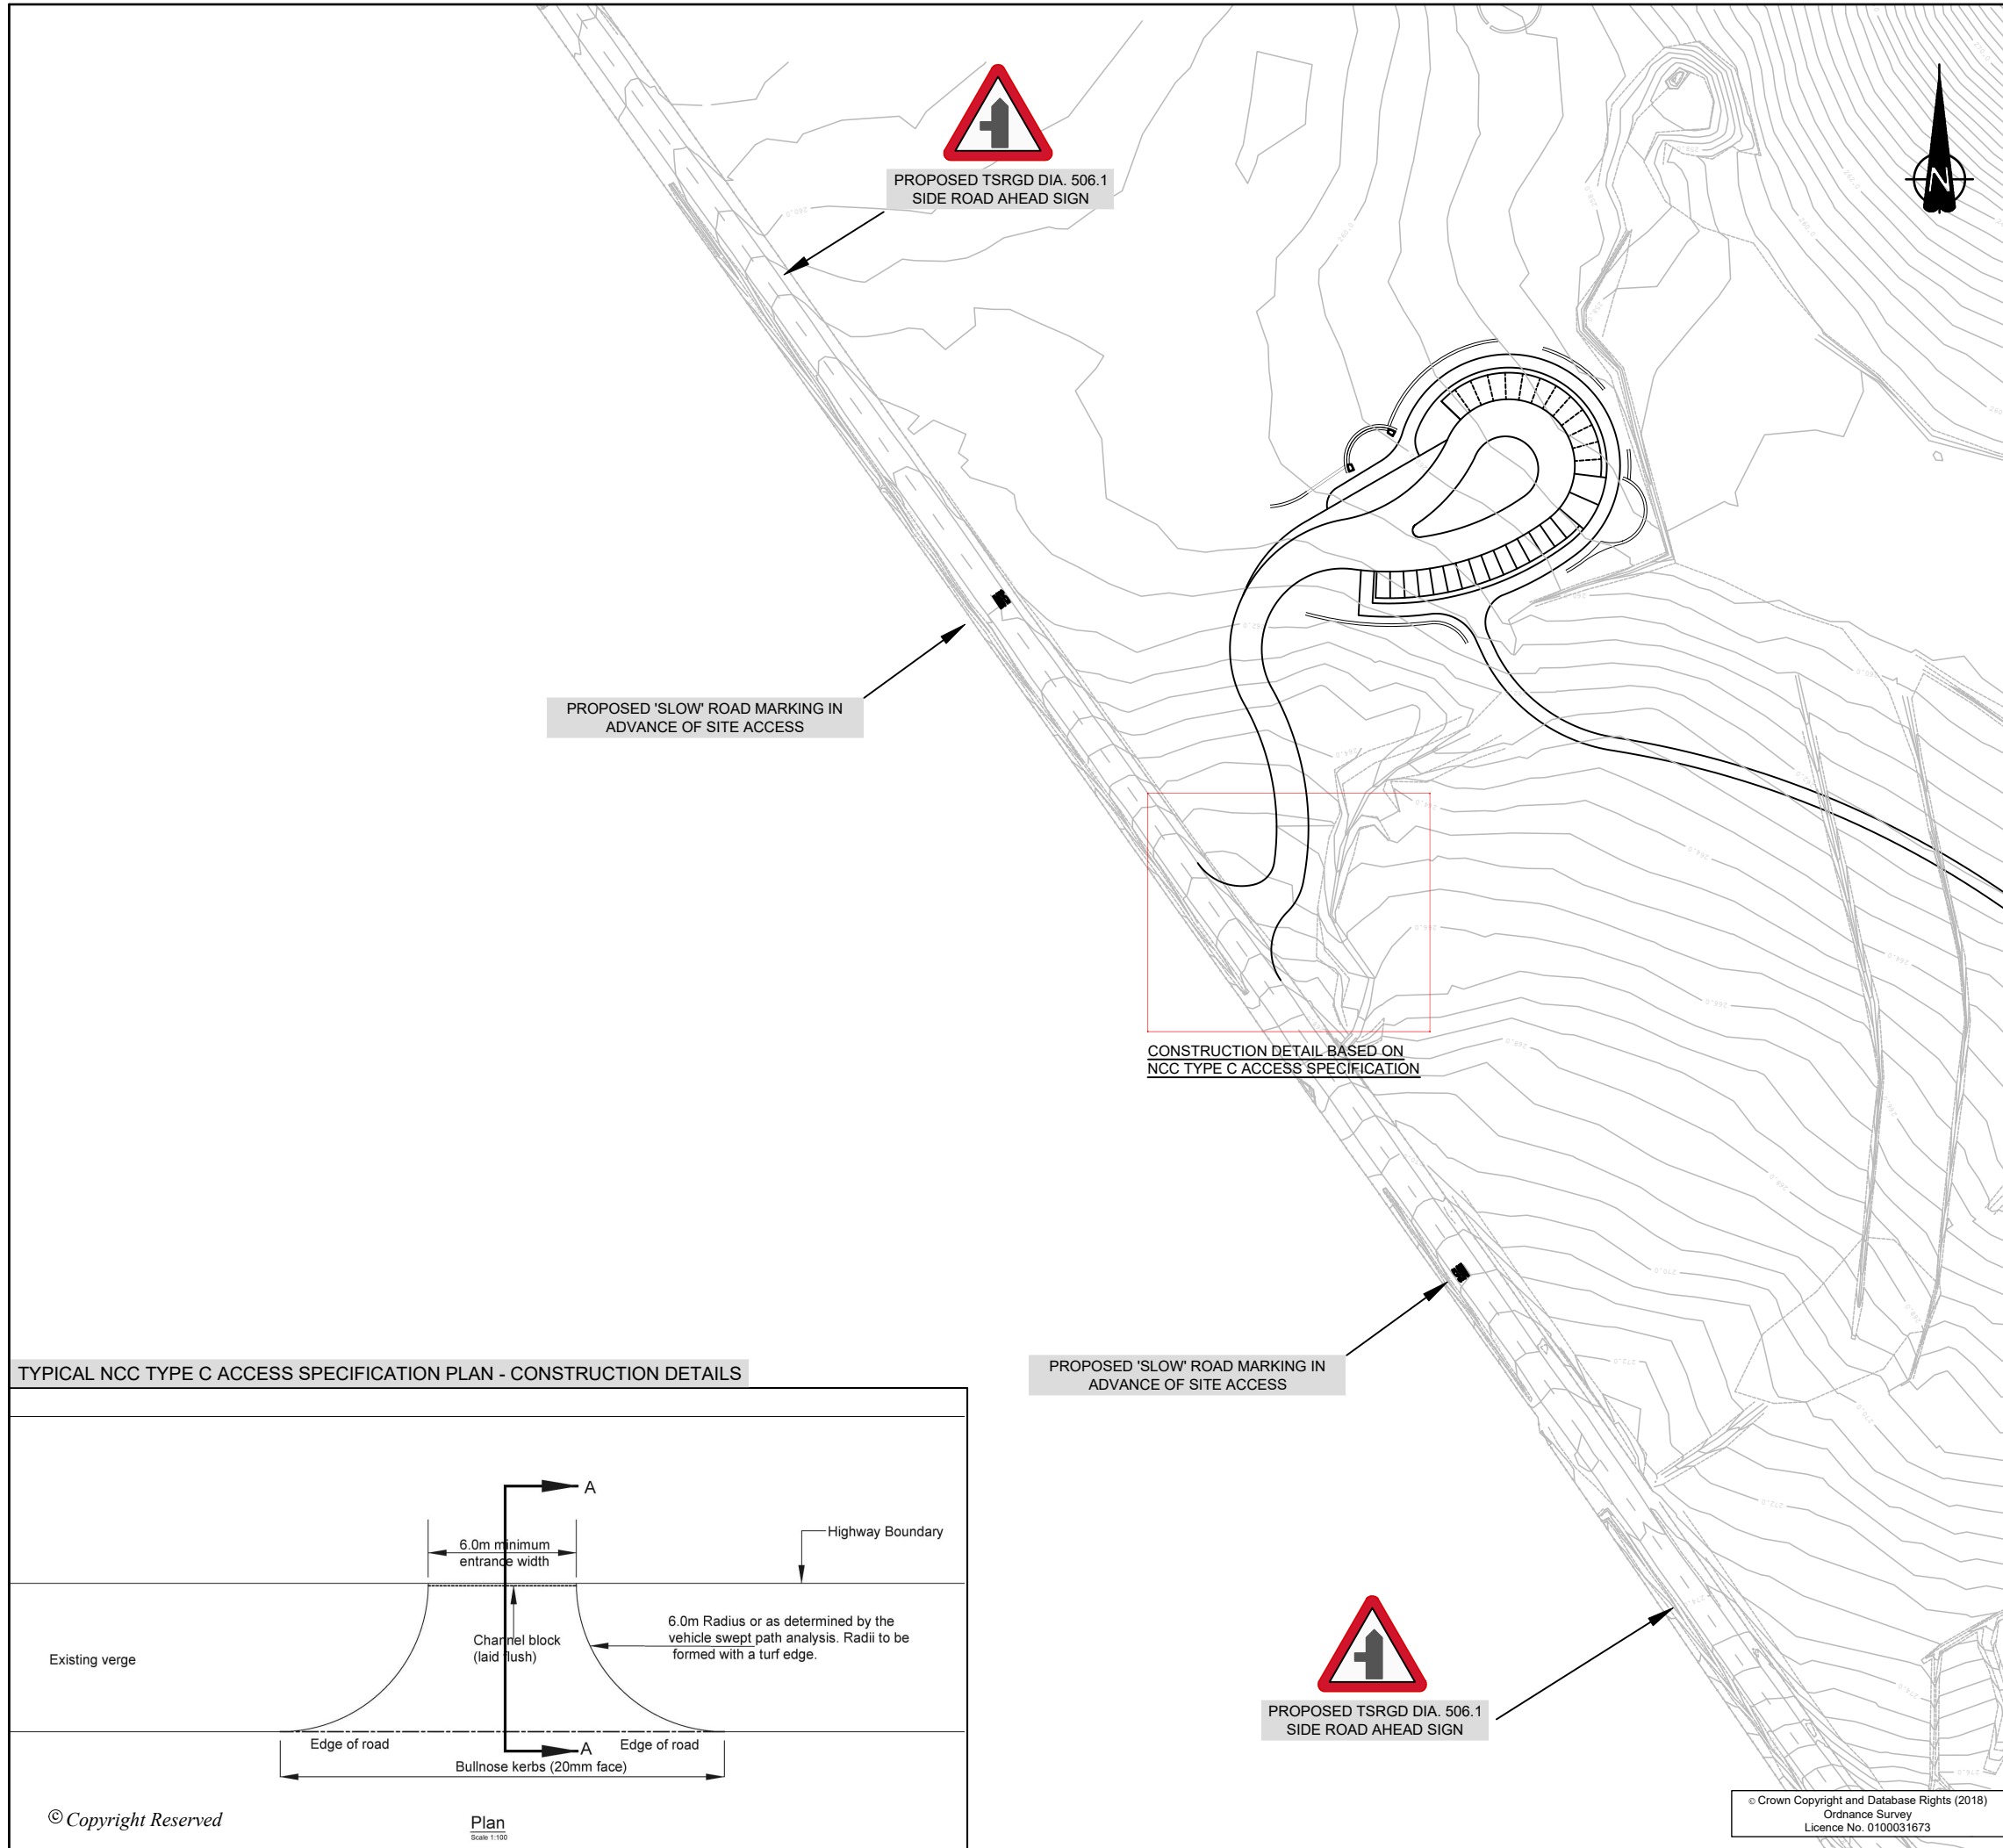 PROPOSED TSRGD DIA. 506.1
SIDE ROAD AHEAD SIGN
N
PROPOSED 'SLOW' ROAD MARKING IN
ADVANCE OF SITE ACCESS
CONSTRUCTION DETAIL BASED ON
NCC TYPE C ACCESS SPECIFICATION
PROPOSED 'SLOW' ROAD MARKING IN
ADVANCE OF SITE ACCESS
TYPICAL NCC TYPE C ACCESS SPECIFICATION PLAN - CONSTRUCTION DETAILS
A
Highway Boundary
6.0m minimum
entrance width
6.0m Radius or as determined by the
vehicle swept path analysis. Radii to be
formed with a turf edge.
Channel block
(laid flush)
Existing verge
Edge of road
A
Edge of road
Bullnose kerbs (20mm face)
© Copyright Reserved
Plan
Scale 1:100
PROPOSED TSRGD DIA. 506.1
SIDE ROAD AHEAD SIGN
© Crown Copyright and Database Rights (2018)
Ordnance Survey
Licence No. 0100031673